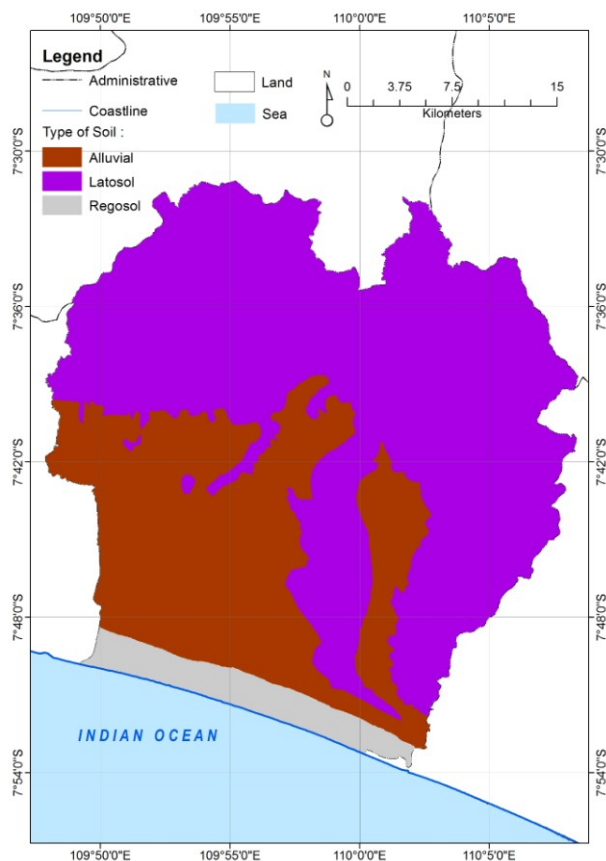 109°50'0"E 109°55'0"E 110°0'0"E 110°5'0"E
Legend
Administrative
Coastline
Land
Sea
N
0 3.75 7.5 15
Kilometers
Type of Soil :
Alluvial
Latosol
Regosol
7°30'0"S
7°30'0"S
7°36'0"S
7°36'0"S
7°42'0"S
7°42'0"S
7°48'0"S
7°48'0"S
INDIAN OCEAN
7°54'0"S
7°54'0"S
109°50'0"E 109°55'0"E 110°0'0"E 110°5'0"E